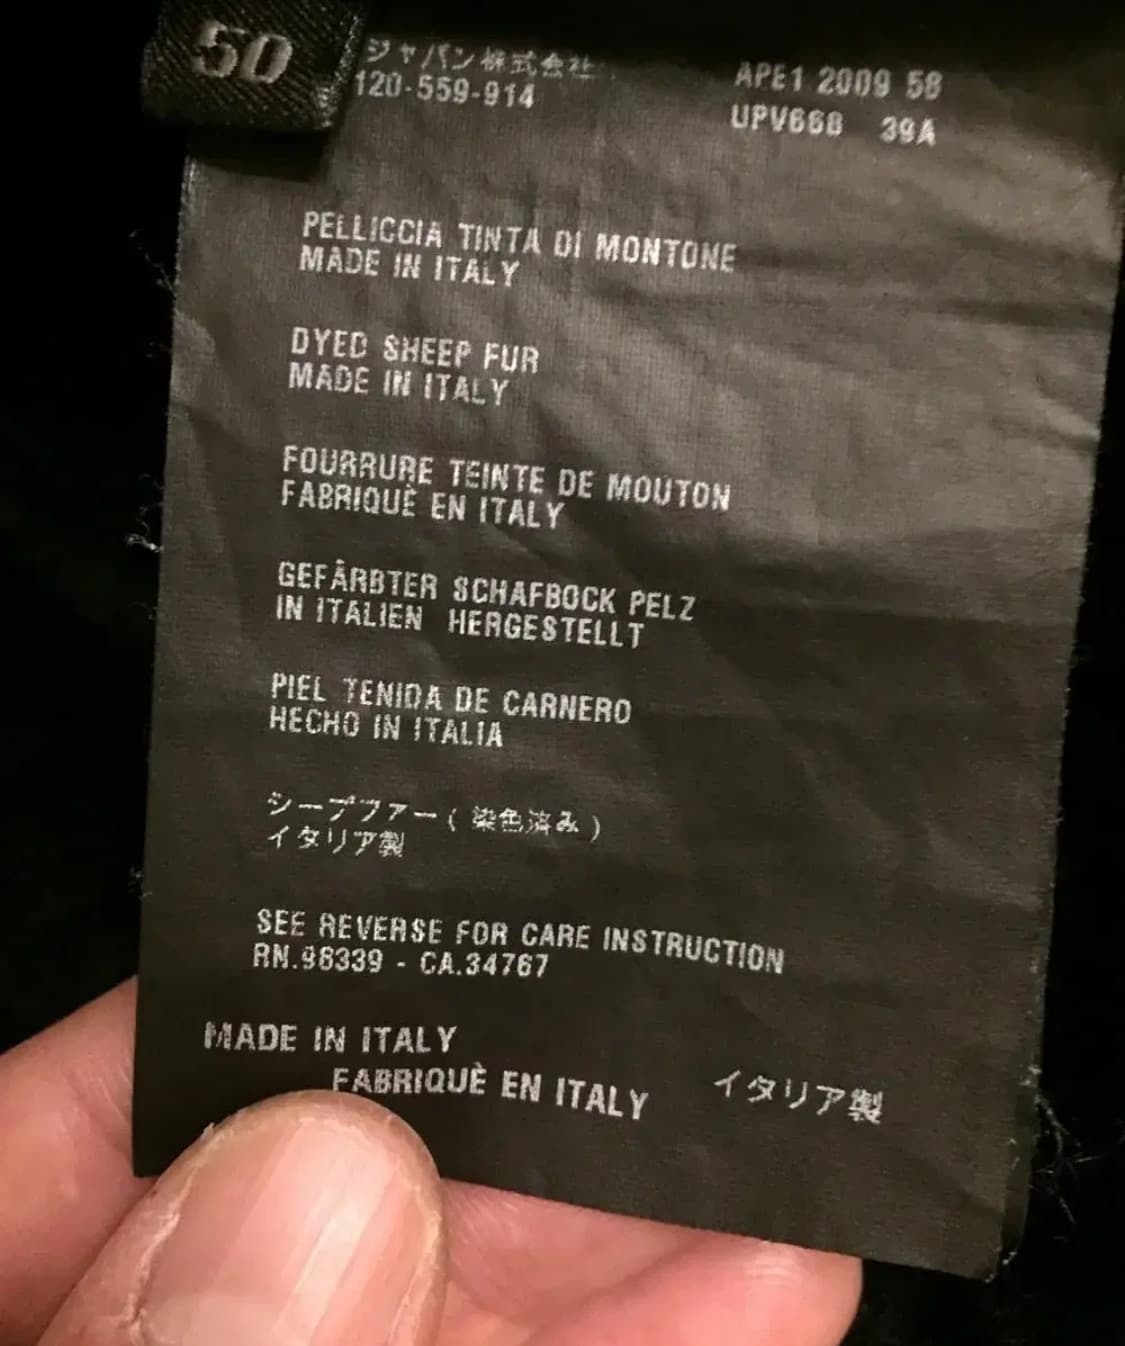 50
ジャパン株式会社
120-559-914
APE1 2009 58
UPV668 39A
PELLICCIA TINTA DI MONTONE
MADE IN ITALY
DYED SHEEP FUR
MADE IN ITALY
FOURRURE TEINTE DE MOUTON
FABRIQUÈ EN ITALY
GEFÄRBTER SCHAFBOCK PELZ
IN ITALIEN HERGESTELLT
PIEL TENIDA DE CARNERO
HECHO IN ITALIA
シープファー(染色済み)
イタリア製
SEE REVERSE FOR CARE INSTRUCTION
RN.98339 - CA.34767
MADE IN ITALY
FABRIQUÈ EN ITALY
イタリア製